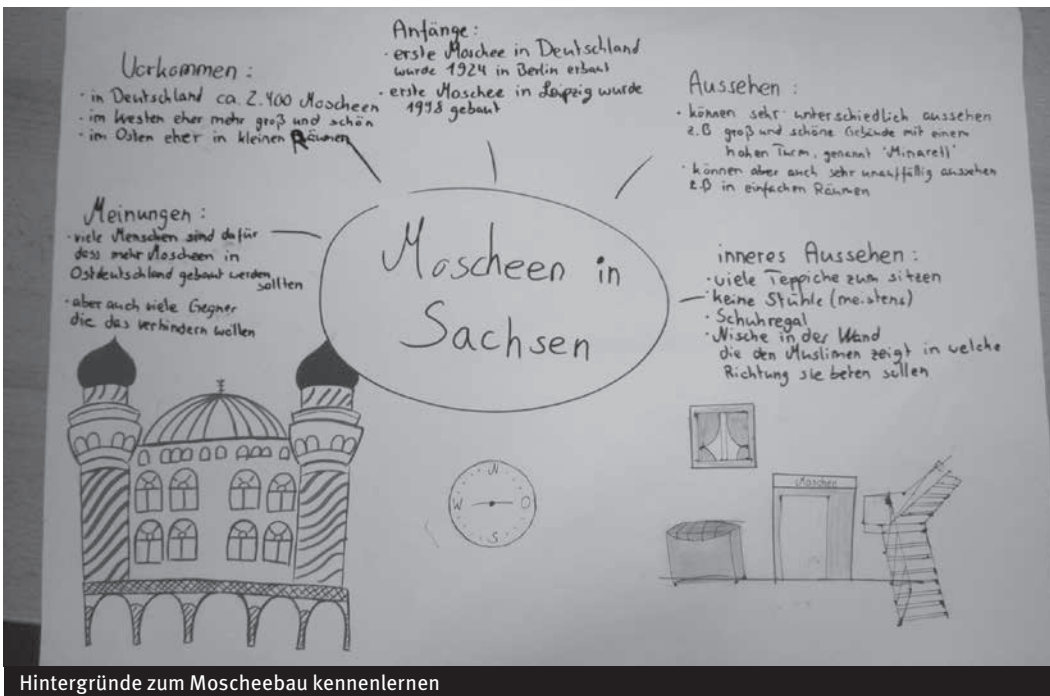 Vorkommen :
· in Deutschland ca. 2.400 Moscheen
· im Westen eher mehr groß und schön
· im Osten eher in kleinen Räumen
Anfänge :
· erste Moschee in Deutschland
wurde 1924 in Berlin erbaut
· erste Moschee in Leipzig wurde
1998 gebaut
Aussehen :
· können sehr unterschiedlich aussehen
z.B groß und schöne Gebäude mit einem
hohen Turm, genannt "Minarett"
· können aber auch sehr unauffällig aussehen
z.B in einfachen Räumen
Meinungen :
· viele Menschen sind dafür
dass mehr Moscheen in
Ostdeutschland gebaut werden
sollten
· aber auch viele Gegner
die das verhindern wollen
Moscheen in
Sachsen
inneres Aussehen :
· viele Teppiche zum sitzen
· keine Stühle (meistens)
· Schuhregal
· Nische in der Wand
die den Muslimen zeigt in welche
Richtung sie beten sollen
N
W O
S
Moschee
Hintergründe zum Moscheebau kennenlernen